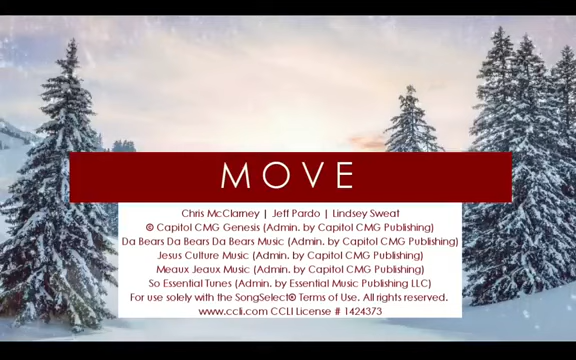 MOVE
Chris McClarney | Jeff Pardo | Lindsey Sweat
© Capitol CMG Genesis (Admin. by Capitol CMG Publishing)
Da Bears Da Bears Da Bears Music (Admin. by Capitol CMG Publishing)
Jesus Culture Music (Admin. by Capitol CMG Publishing)
Meaux Jeaux Music (Admin. by Capitol CMG Publishing)
So Essential Tunes (Admin. by Essential Music Publishing LLC)
For use solely with the SongSelect® Terms of Use. All rights reserved.
www.ccli.com CCLI License # 1424373